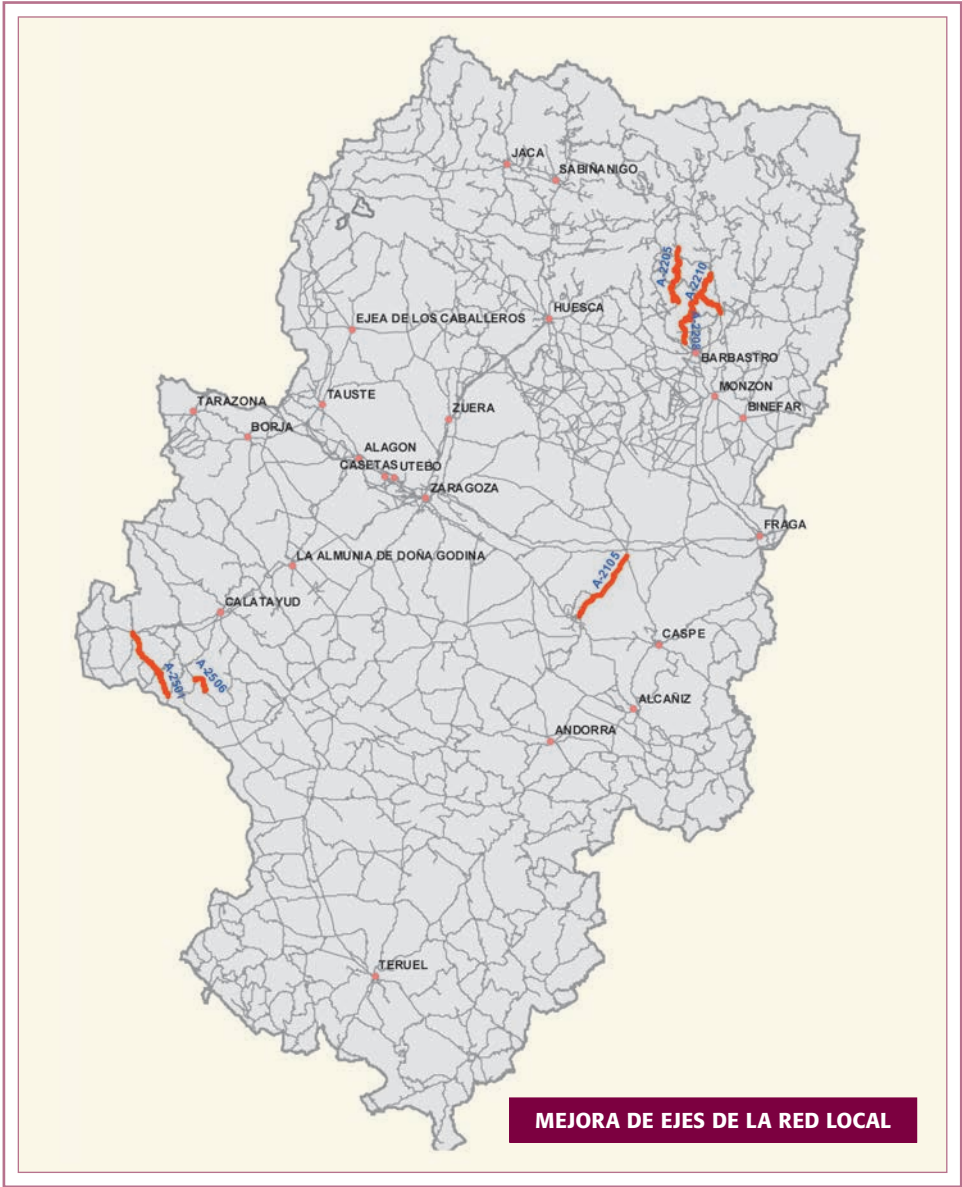 JACA
SABIÑANIGO
A-2205
A-2210
HUESCA
EJEA DE LOS CABALLEROS
A-2208
BARBASTRO
TAUSTE
MONZON
TARAZONA
ZUERA
BINEFAR
BORJA
ALAGON
CASETAS UTEBO
ZARAGOZA
FRAGA
LA ALMUNIA DE DOÑA GODINA
A-2105
CALATAYUD
CASPE
A-2501
A-2506
ALCAÑIZ
ANDORRA
TERUEL
MEJORA DE EJES DE LA RED LOCAL